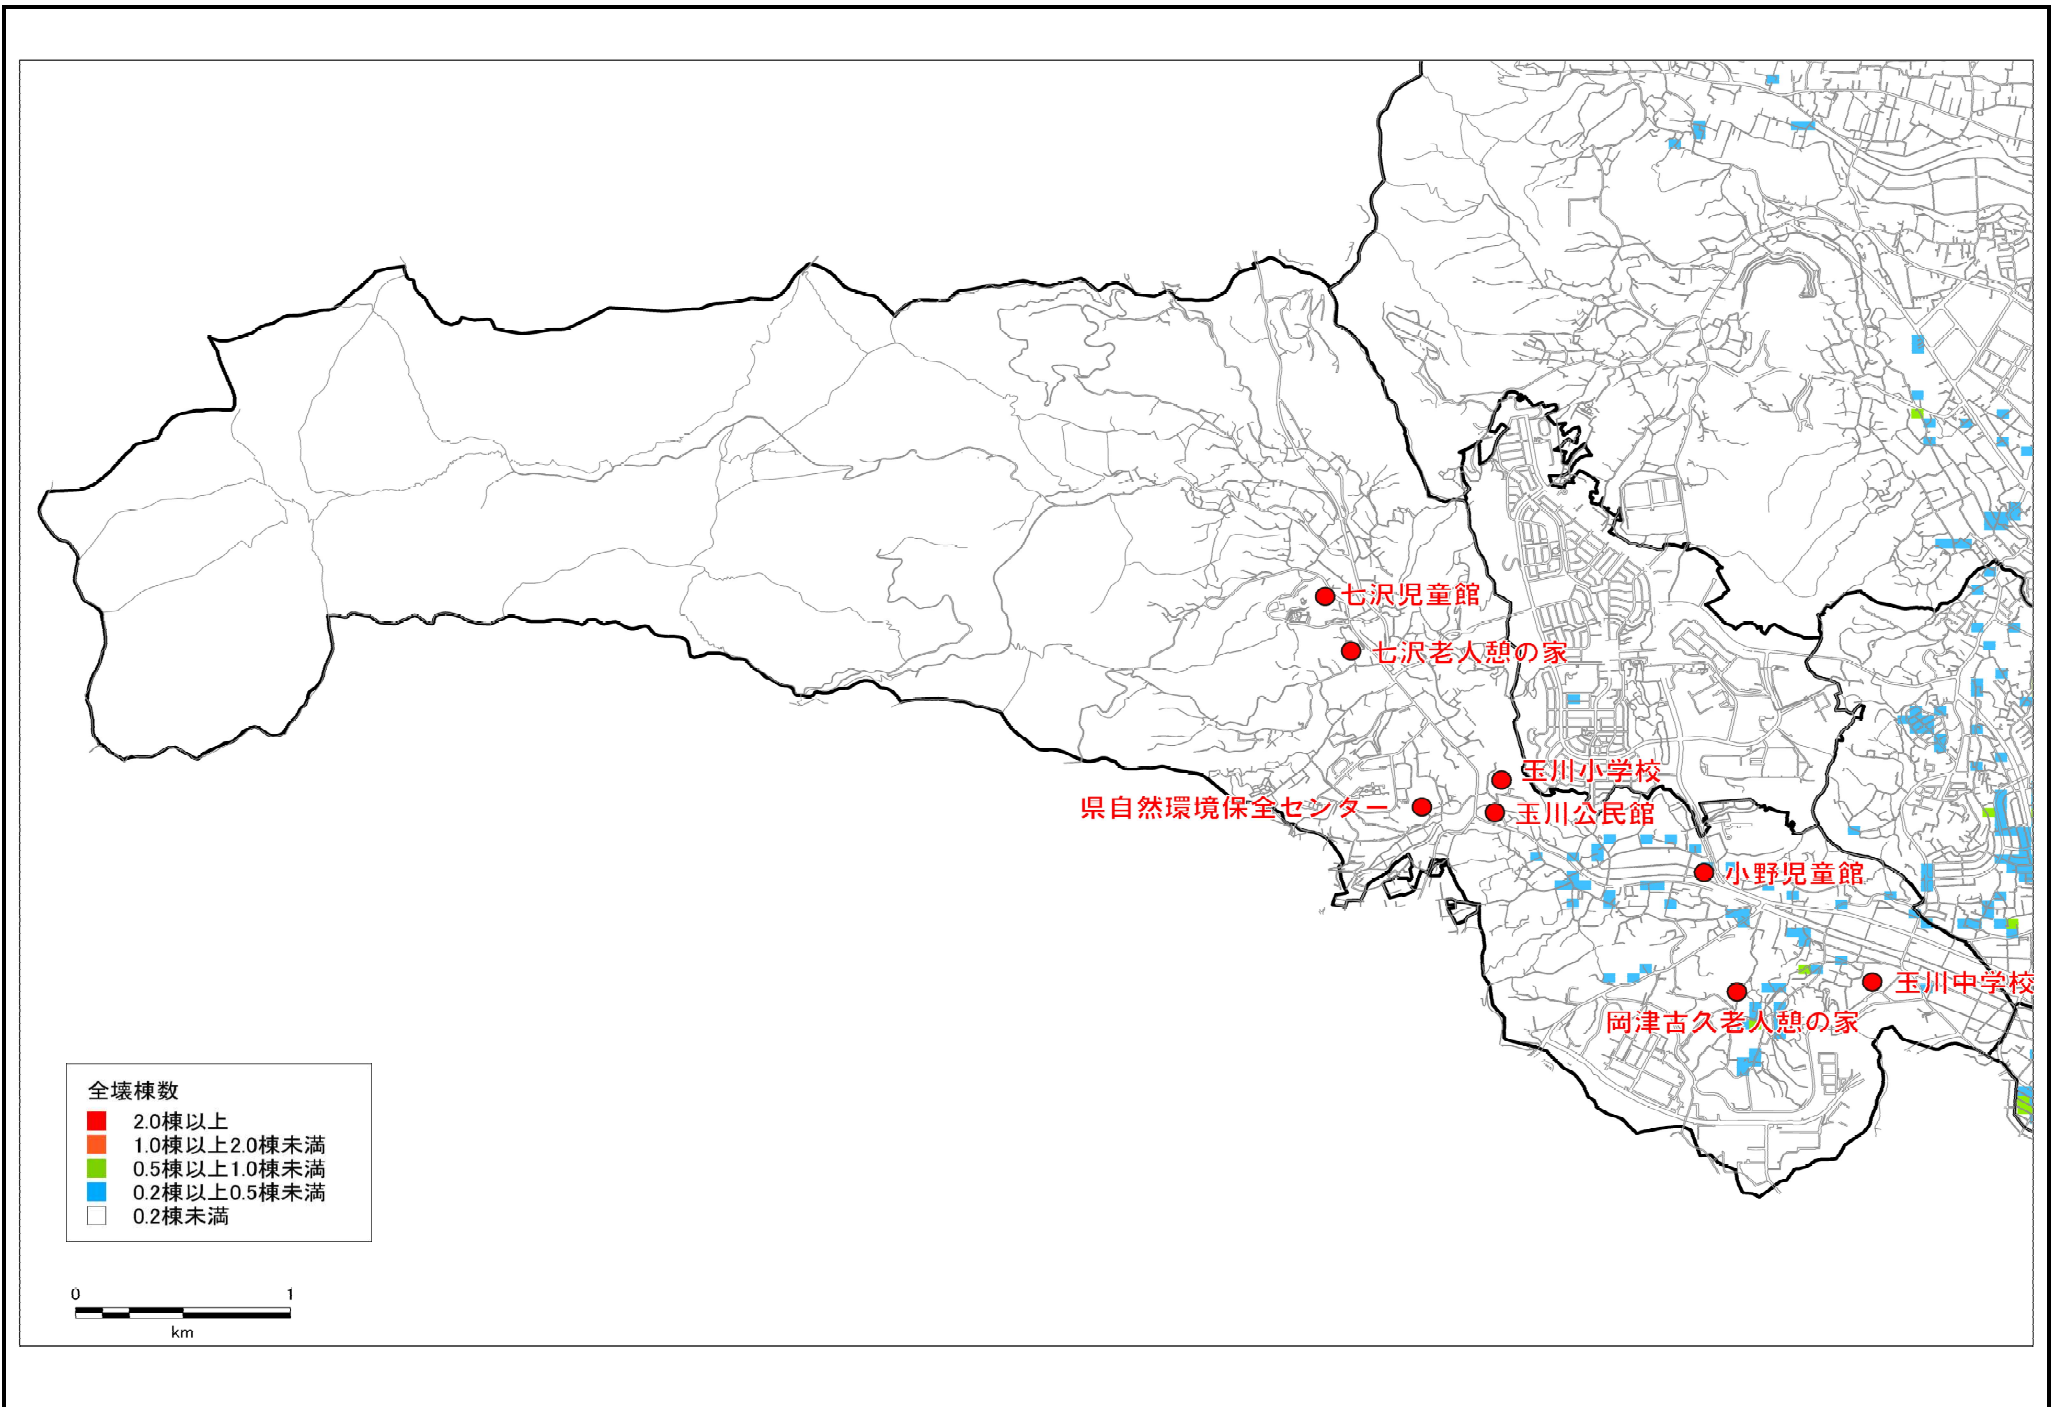 七沢児童館
七沢老人憩の家
玉川小学校
県自然環境保全センター
玉川公民館
小野児童館
玉川中学校
岡津古久老人憩の家
全壊棟数
2.0棟以上
1.0棟以上2.0棟未満
0.5棟以上1.0棟未満
0.2棟以上0.5棟未満
0.2棟未満
0 1
km